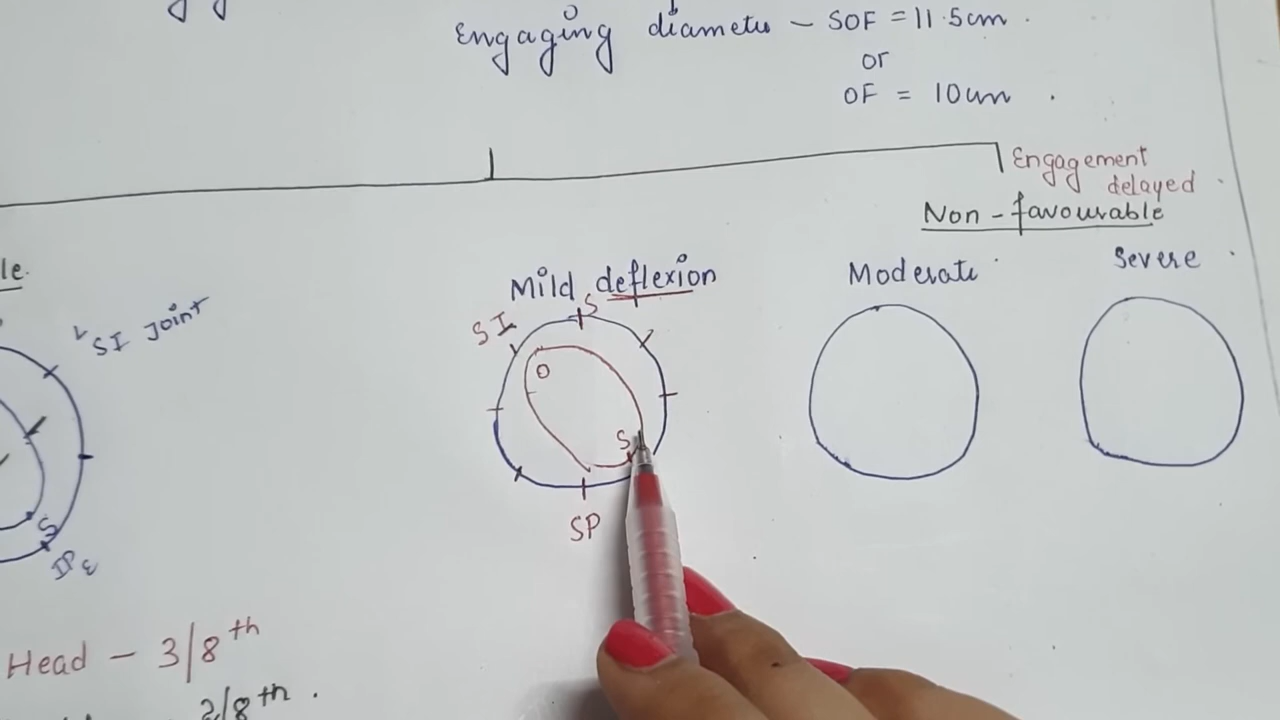 Engaging diameter – SOF = 11.5cm
or
OF = 10cm
Engagement
delayed
Non - favourable
le.
Mild deflexion
Moderate
Severe
SI Joint
SI
S
O
S
SP
S
Head – 3/8th
2/8th.